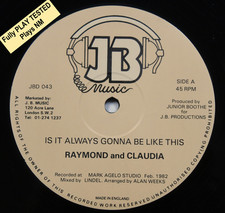 Fully PLAY TESTED
Plays NM
JB
Music
JBD 043
SIDE A
45 RPM
Marketed by:
J. B. MUSIC
120 Acre Lane
London S.W.2
Tel: 01-274 1237
Produced by
JUNIOR BOOTHE
for
J.B. PRODUCTIONS
IS IT ALWAYS GONNA BE LIKE THIS
RAYMOND and CLAUDIA
Recorded at MARK AGELO STUDIO Feb. 1982
Mixed by LINDEL. Arranged by ALAN WEEKS
MADE IN ENGLAND
ALL RIGHTS OF THE OWNERS OF THIS RECORDED WORK RESERVED UNAUTHORISED COPYING PROHIBITED